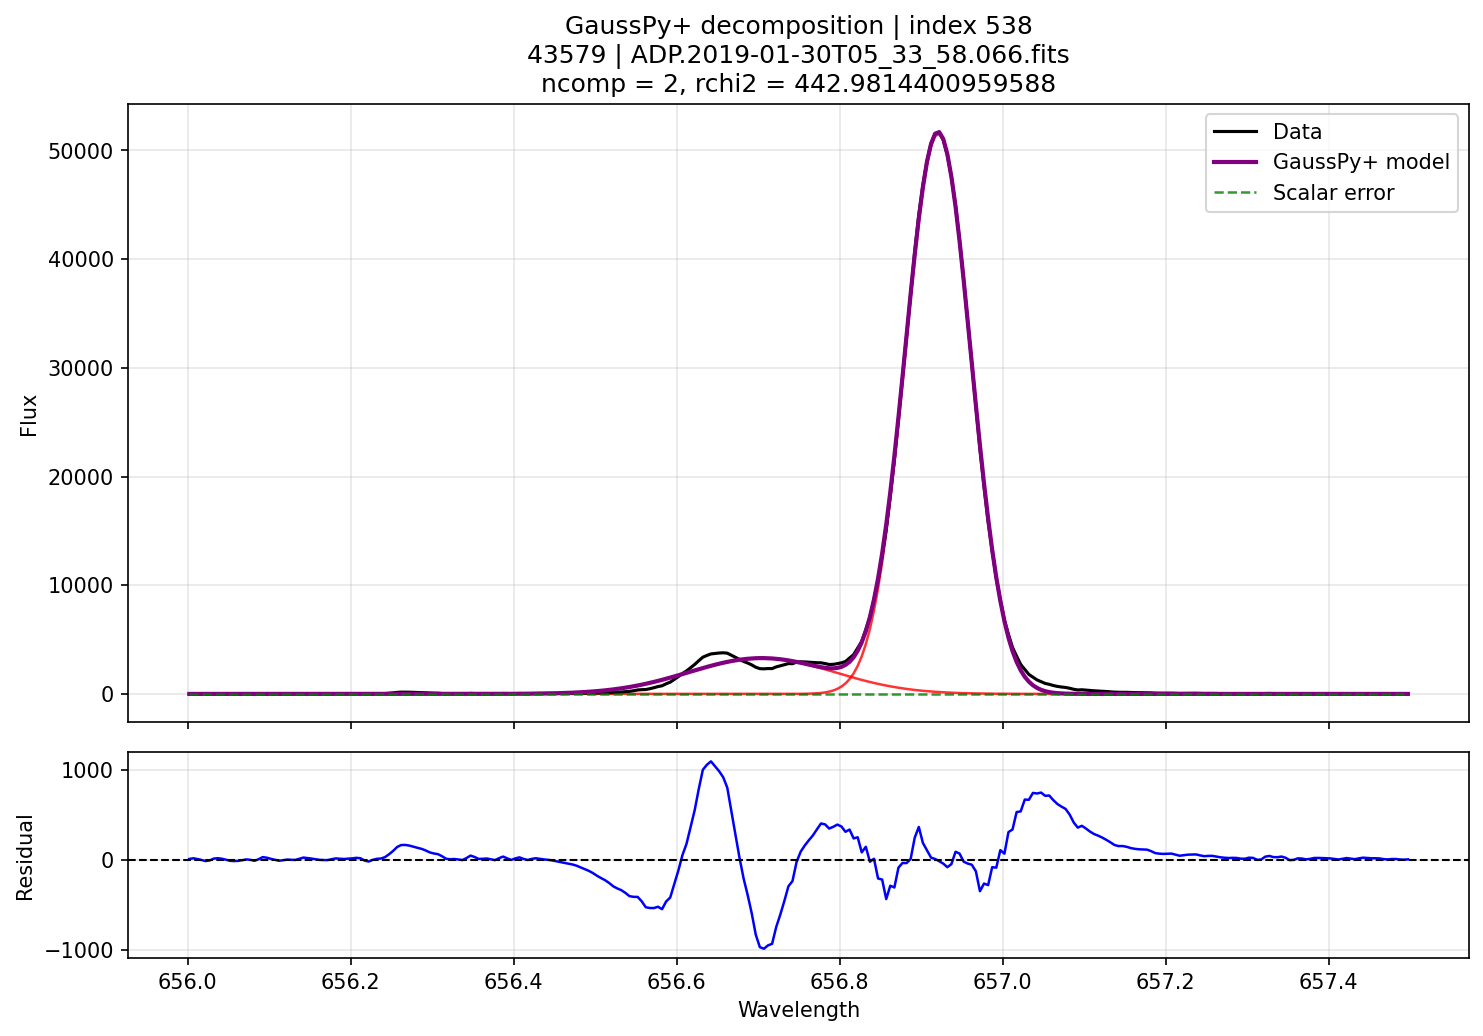 GaussPy+ decomposition | index 538
43579 | ADP.2019-01-30T05_33_58.066.fits
ncomp = 2, rchi2 = 442.9814400959588
Data
GaussPy+ model
Scalar error
Flux
50000
40000
30000
20000
10000
0
Residual
1000
0
−1000
656.0
656.2
656.4
656.6
656.8
657.0
657.2
657.4
Wavelength